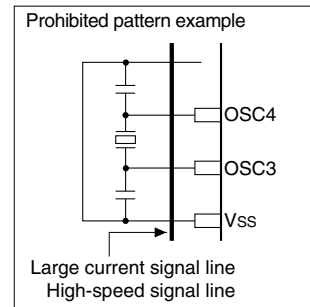 Prohibited pattern example
OSC4
OSC3
Vss
Large current signal line
High-speed signal line